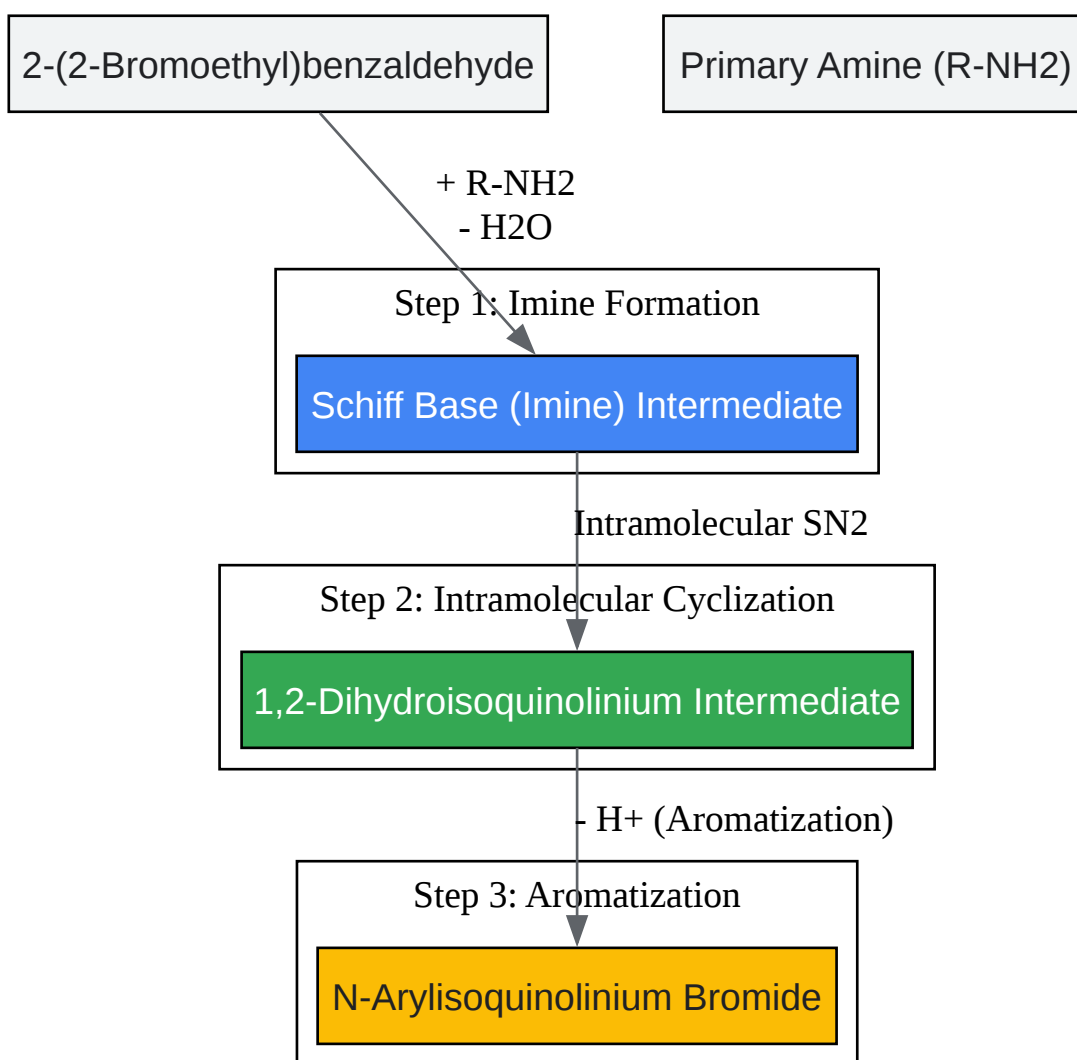 2-(2-Bromoethyl)benzaldehyde
Primary Amine (R-NH2)
+ R-NH2
- H2O
Step 1: Imine Formation
Schiff Base (Imine) Intermediate
Intramolecular SN2
Step 2: Intramolecular Cyclization
1,2-Dihydroisoquinolinium Intermediate
- H+ (Aromatization)
Step 3: Aromatization
N-Arylisoquinolinium Bromide